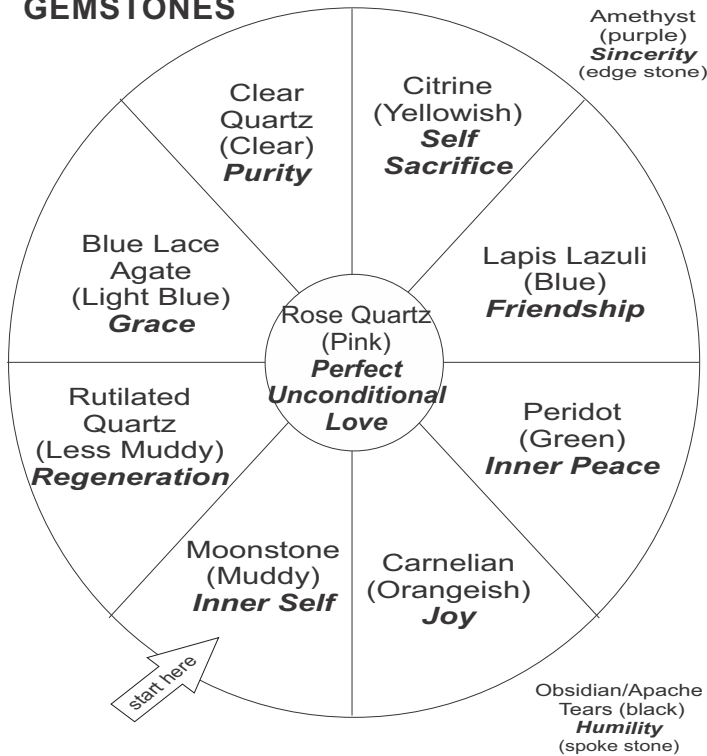 GEMSTONES
Amethyst
(purple)
Sincerity
(edge stone)
Clear
Quartz
(Clear)
Purity
Citrine
(Yellowish)
Self
Sacrifice
Blue Lace
Agate
(Light Blue)
Grace
Lapis Lazuli
(Blue)
Friendship
Rose Quartz
(Pink)
Perfect
Unconditional
Love
Rutilated
Quartz
(Less Muddy)
Regeneration
Peridot
(Green)
Inner Peace
Moonstone
(Muddy)
Inner Self
Carnelian
(Orangeish)
Joy
start here
Obsidian/Apache
Tears (black)
Humility
(spoke stone)